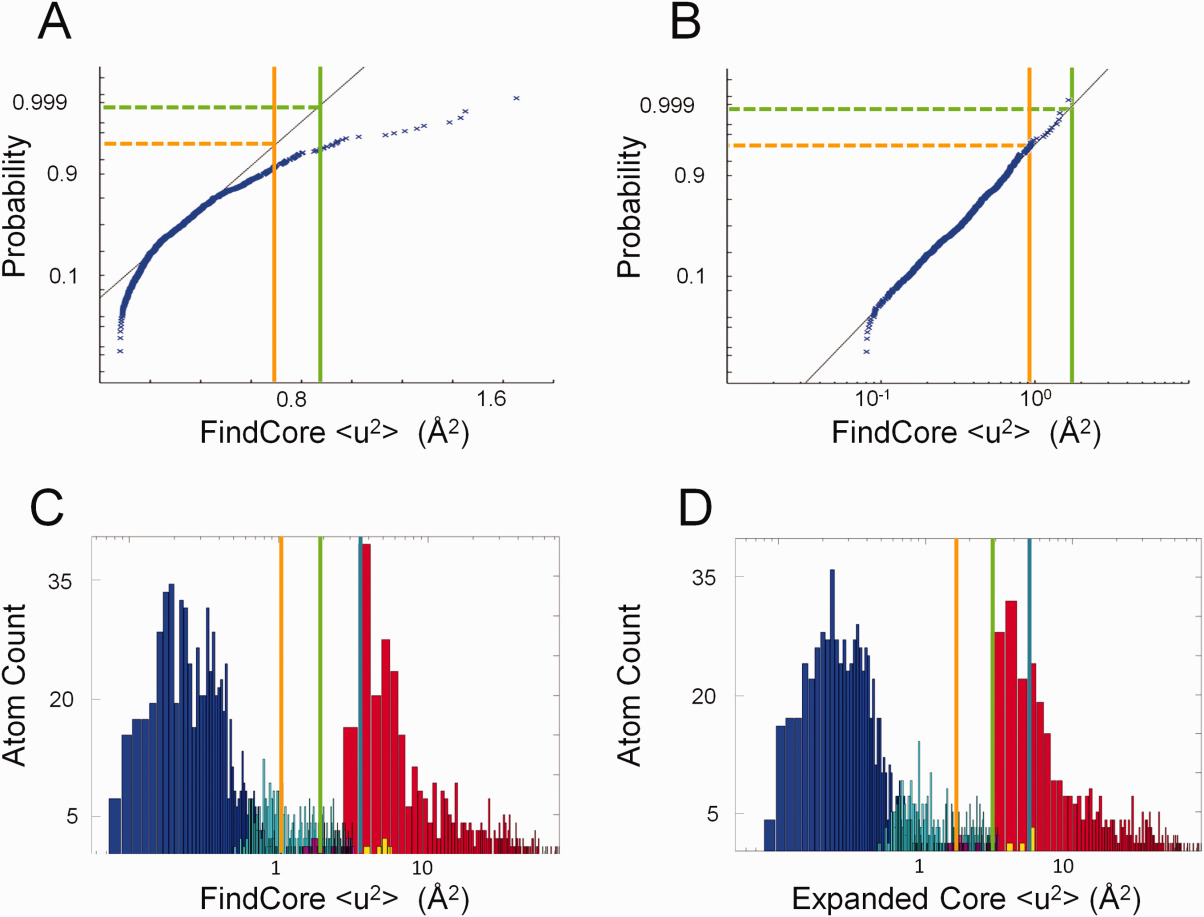 A
B
0.999
0.9
0.1
Probability
0.8
1.6
FindCore <u²> (Å²)
0.999
0.9
0.1
Probability
10⁻¹
10⁰
FindCore <u²> (Å²)
C
D
35
20
5
Atom Count
1
10
FindCore <u²> (Å²)
35
20
5
Atom Count
1
10
Expanded Core <u²> (Å²)